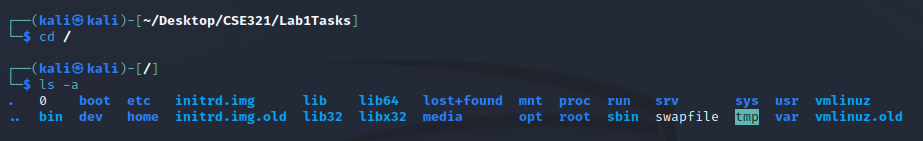 ┌──(kali㉿kali)-[~/Desktop/CSE321/Lab1Tasks]
└─$ cd /
┌──(kali㉿kali)-[/]
└─$ ls -a
.   0    boot  etc   initrd.img      lib    lib64   lost+found  mnt  proc  run   srv       sys  usr  vmlinuz
..  bin  dev   home  initrd.img.old  lib32  libx32  media       opt  root  sbin  swapfile  tmp  var  vmlinuz.old